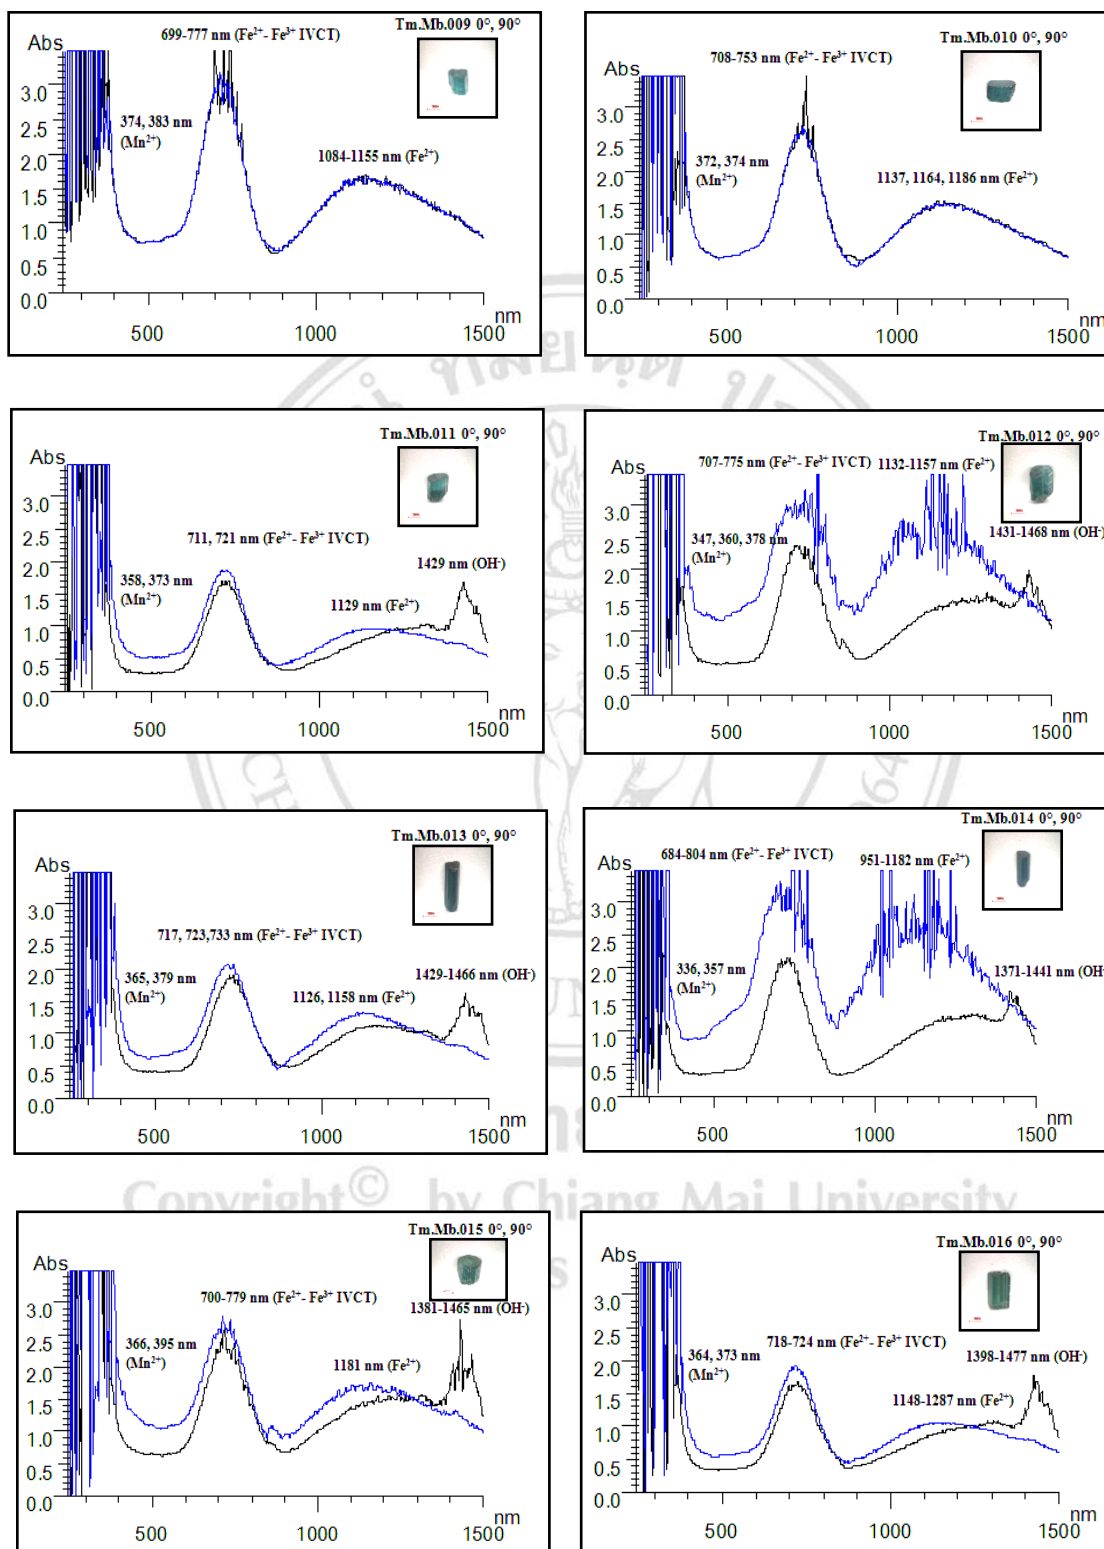 Tm.Mb.009 0°, 90°
699-777 nm (Fe²⁺- Fe³⁺ IVCT)
Abs
3.0
2.5
2.0
1.5
1.0
0.5
0.0
374, 383 nm
(Mn²⁺)
1084-1155 nm (Fe²⁺)
nm
500
1000
1500
Tm.Mb.010 0°, 90°
708-753 nm (Fe²⁺- Fe³⁺ IVCT)
Abs
3.0
2.5
2.0
1.5
1.0
0.5
0.0
372, 374 nm
(Mn²⁺)
1137, 1164, 1186 nm (Fe²⁺)
nm
500
1000
1500
Tm.Mb.011 0°, 90°
Abs
3.0
2.5
2.0
1.5
1.0
0.5
0.0
711, 721 nm (Fe²⁺- Fe³⁺ IVCT)
1429 nm (OH-)
358, 373 nm
(Mn²⁺)
1129 nm (Fe²⁺)
nm
500
1000
1500
Tm.Mb.012 0°, 90°
707-775 nm (Fe²⁺- Fe³⁺ IVCT)
1132-1157 nm (Fe²⁺)
Abs
3.0
2.5
2.0
1.5
1.0
0.5
0.0
347, 360, 378 nm
(Mn²⁺)
1431-1468 nm (OH-)
nm
500
1000
1500
Tm.Mb.013 0°, 90°
Abs
3.0
2.5
2.0
1.5
1.0
0.5
0.0
717, 723,733 nm (Fe²⁺- Fe³⁺ IVCT)
365, 379 nm
(Mn²⁺)
1429-1466 nm (OH-)
1126, 1158 nm (Fe²⁺)
nm
500
1000
1500
Tm.Mb.014 0°, 90°
684-804 nm (Fe²⁺- Fe³⁺ IVCT)
951-1182 nm (Fe²⁺)
Abs
3.0
2.5
2.0
1.5
1.0
0.5
0.0
336, 357 nm
(Mn²⁺)
1371-1441 nm (OH-
nm
500
1000
1500
Copyright© by Chiang Mai University
Tm.Mb.015 0°, 90°
Abs
3.0
2.5
2.0
1.5
1.0
0.5
0.0
700-779 nm (Fe²⁺- Fe³⁺ IVCT)
1381-1465 nm (OH-)
366, 395 nm
(Mn²⁺)
1181 nm (Fe²⁺)
nm
500
1000
1500
Tm.Mb.016 0°, 90°
Abs
3.0
2.5
2.0
1.5
1.0
0.5
0.0
718-724 nm (Fe²⁺- Fe³⁺ IVCT)
364, 373 nm
(Mn²⁺)
1398-1477 nm (OH-)
1148-1287 nm (Fe²⁺)
nm
500
1000
1500